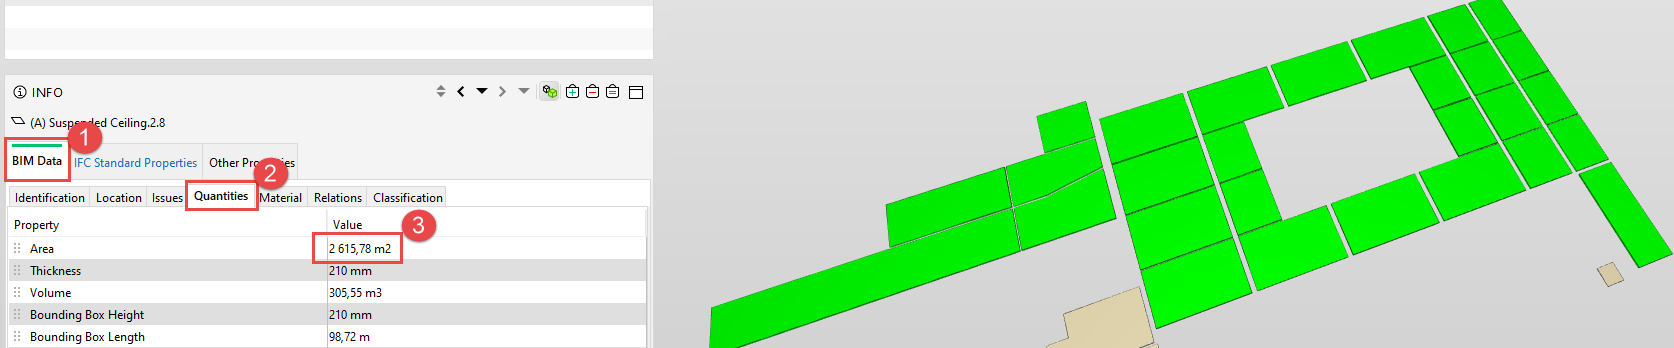 INFO
(A) Suspended Ceiling.2.8
1
BIM Data IFC Standard Properties Other Properties
2
Identification Location Issues Quantities Material Relations Classification
Property Value
3
Area 2 615,78 m2
Thickness 210 mm
Volume 305,55 m3
Bounding Box Height 210 mm
Bounding Box Length 98,72 m